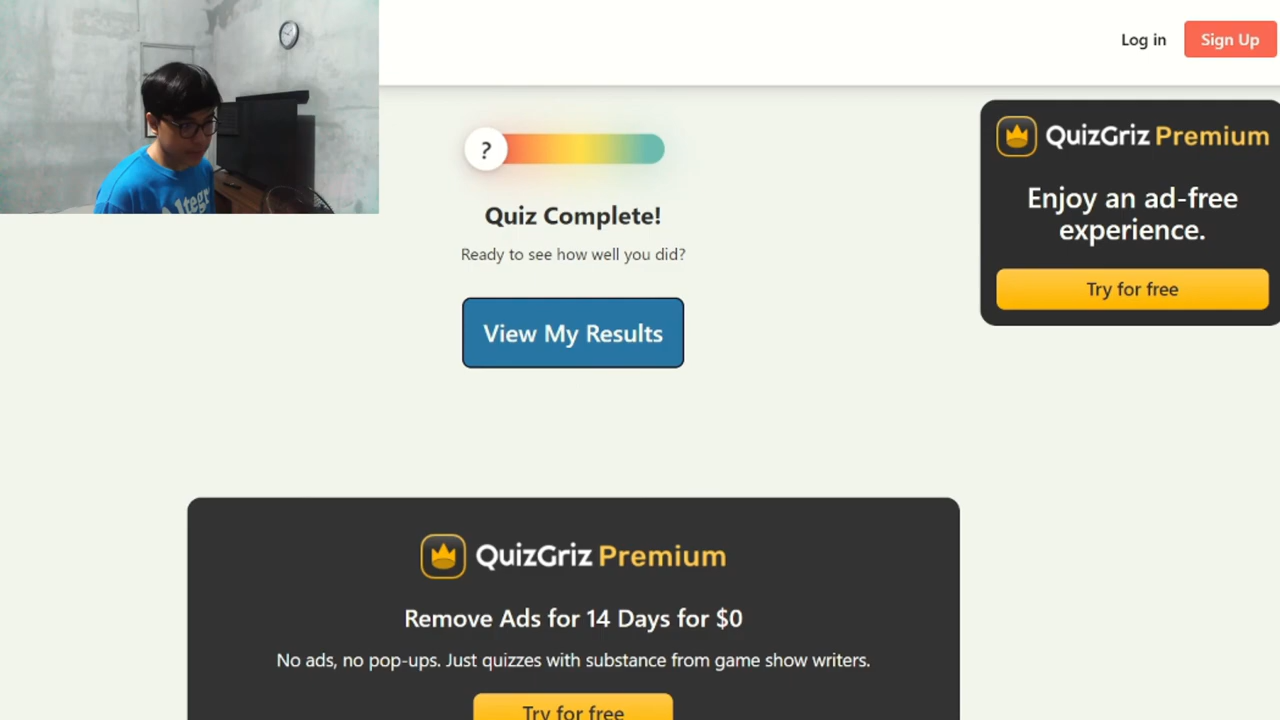 Log in
Sign Up
?
Quiz Complete!
Ready to see how well you did?
View My Results
QuizGriz Premium
Enjoy an ad-free
experience.
Try for free
QuizGriz Premium
Remove Ads for 14 Days for $0
No ads, no pop-ups. Just quizzes with substance from game show writers.
Try for free